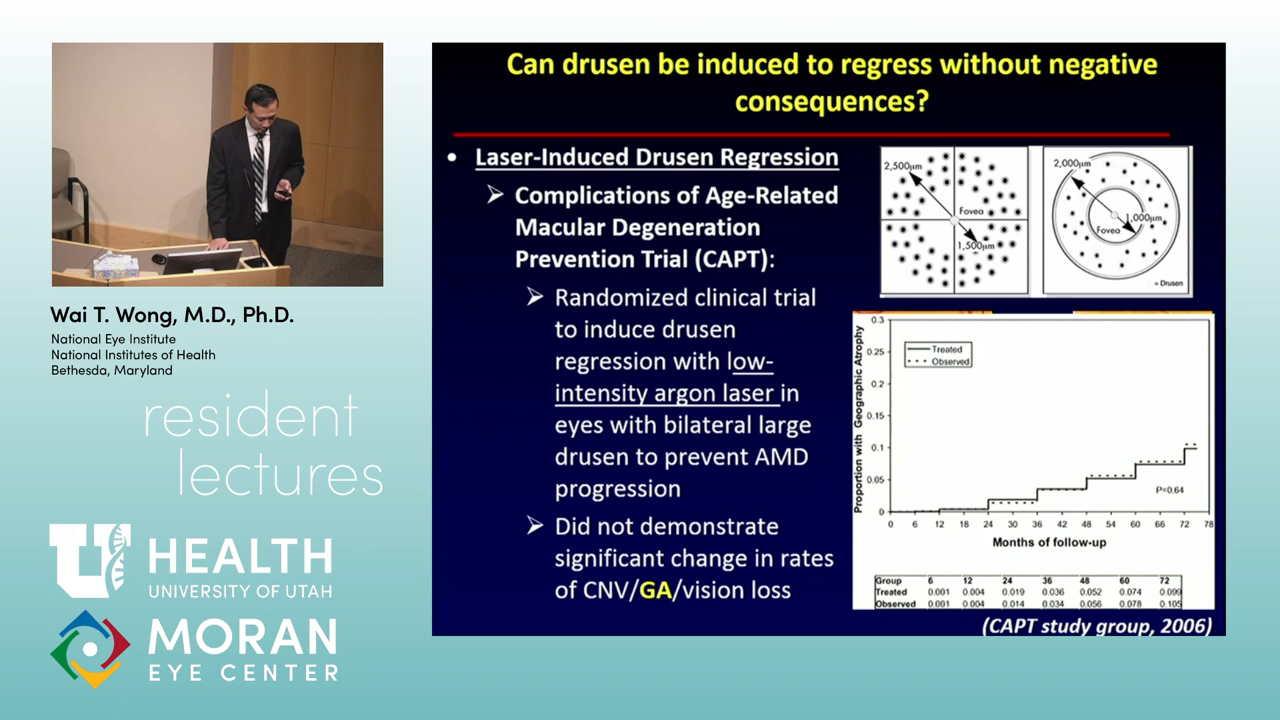 Can drusen be induced to regress without negative
consequences?
• Laser-Induced Drusen Regression
➢ Complications of Age-Related
Macular Degeneration
Prevention Trial (CAPT):
➢ Randomized clinical trial
to induce drusen
regression with low-
intensity argon laser in
eyes with bilateral large
drusen to prevent AMD
progression
➢ Did not demonstrate
significant change in rates
of CNV/GA/vision loss
2,500µm
Fovea
1,500µm
2,000µm
1,000µm
Fovea
= Drusen
Proportion with Geographic Atrophy
0.3
0.25
0.2
0.15
0.1
0.05
0
Treated
Observed
P=0.64
0 6 12 18 24 30 36 42 48 54 60 66 72 78
Months of follow-up
Group 6 12 24 36 48 60 72
Treated 0.001 0.004 0.019 0.036 0.052 0.074 0.099
Observed 0.001 0.004 0.014 0.034 0.056 0.078 0.105
(CAPT study group, 2006)
Wai T. Wong, M.D., Ph.D.
National Eye Institute
National Institutes of Health
Bethesda, Maryland
resident
lectures
U HEALTH
UNIVERSITY OF UTAH
MORAN
EYE CENTER